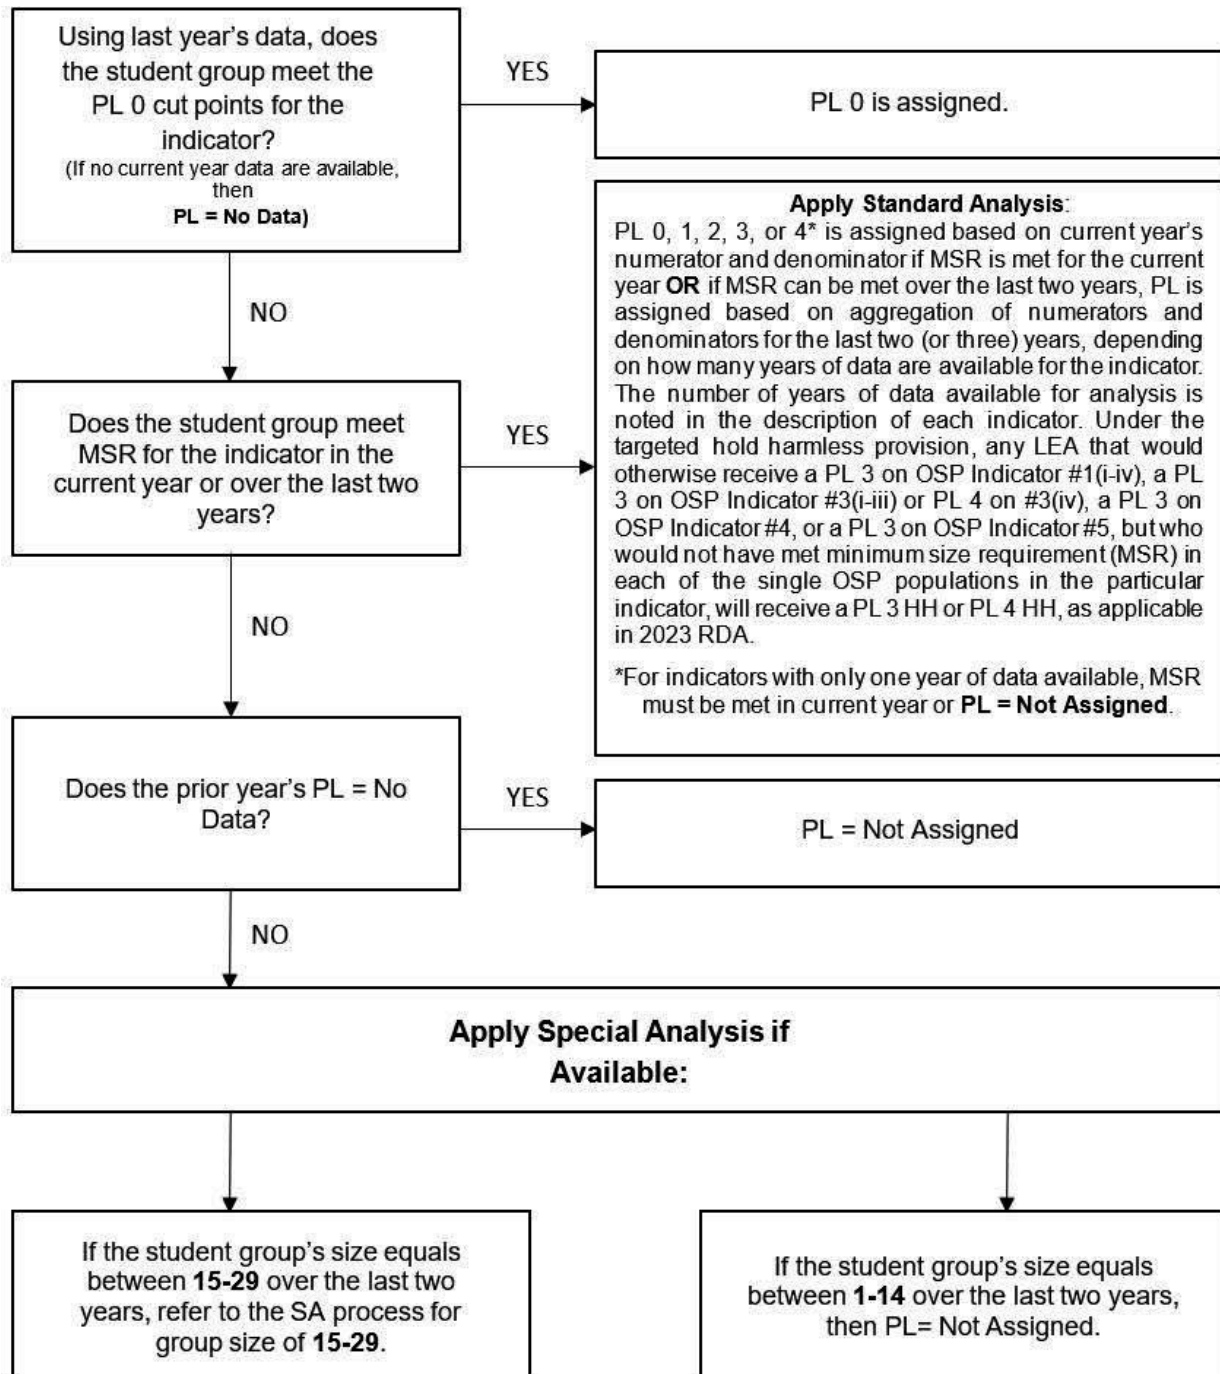 Using last year's data, does
the student group meet the
PL 0 cut points for the
indicator?
(If no current year data are available,
then
PL = No Data)
YES
PL 0 is assigned.
NO
Does the student group meet
MSR for the indicator in the
current year or over the last two
years?
YES
Apply Standard Analysis:
PL 0, 1, 2, 3, or 4* is assigned based on current year's
numerator and denominator if MSR is met for the current
year OR if MSR can be met over the last two years, PL is
assigned based on aggregation of numerators and
denominators for the last two (or three) years, depending
on how many years of data are available for the indicator.
The number of years of data available for analysis is
noted in the description of each indicator. Under the
targeted hold harmless provision, any LEA that would
otherwise receive a PL 3 on OSP Indicator #1(i-iv), a PL
3 on OSP Indicator #3(i-iii) or PL 4 on #3(iv), a PL 3 on
OSP Indicator #4, or a PL 3 on OSP Indicator #5, but who
would not have met minimum size requirement (MSR) in
each of the single OSP populations in the particular
indicator, will receive a PL 3 HH or PL 4 HH, as applicable
in 2023 RDA.
*For indicators with only one year of data available, MSR
must be met in current year or PL = Not Assigned.
NO
Does the prior year's PL = No
Data?
YES
PL = Not Assigned
NO
Apply Special Analysis if
Available:
If the student group's size equals
between 15-29 over the last two
years, refer to the SA process for
group size of 15-29.
If the student group's size equals
between 1-14 over the last two years,
then PL= Not Assigned.